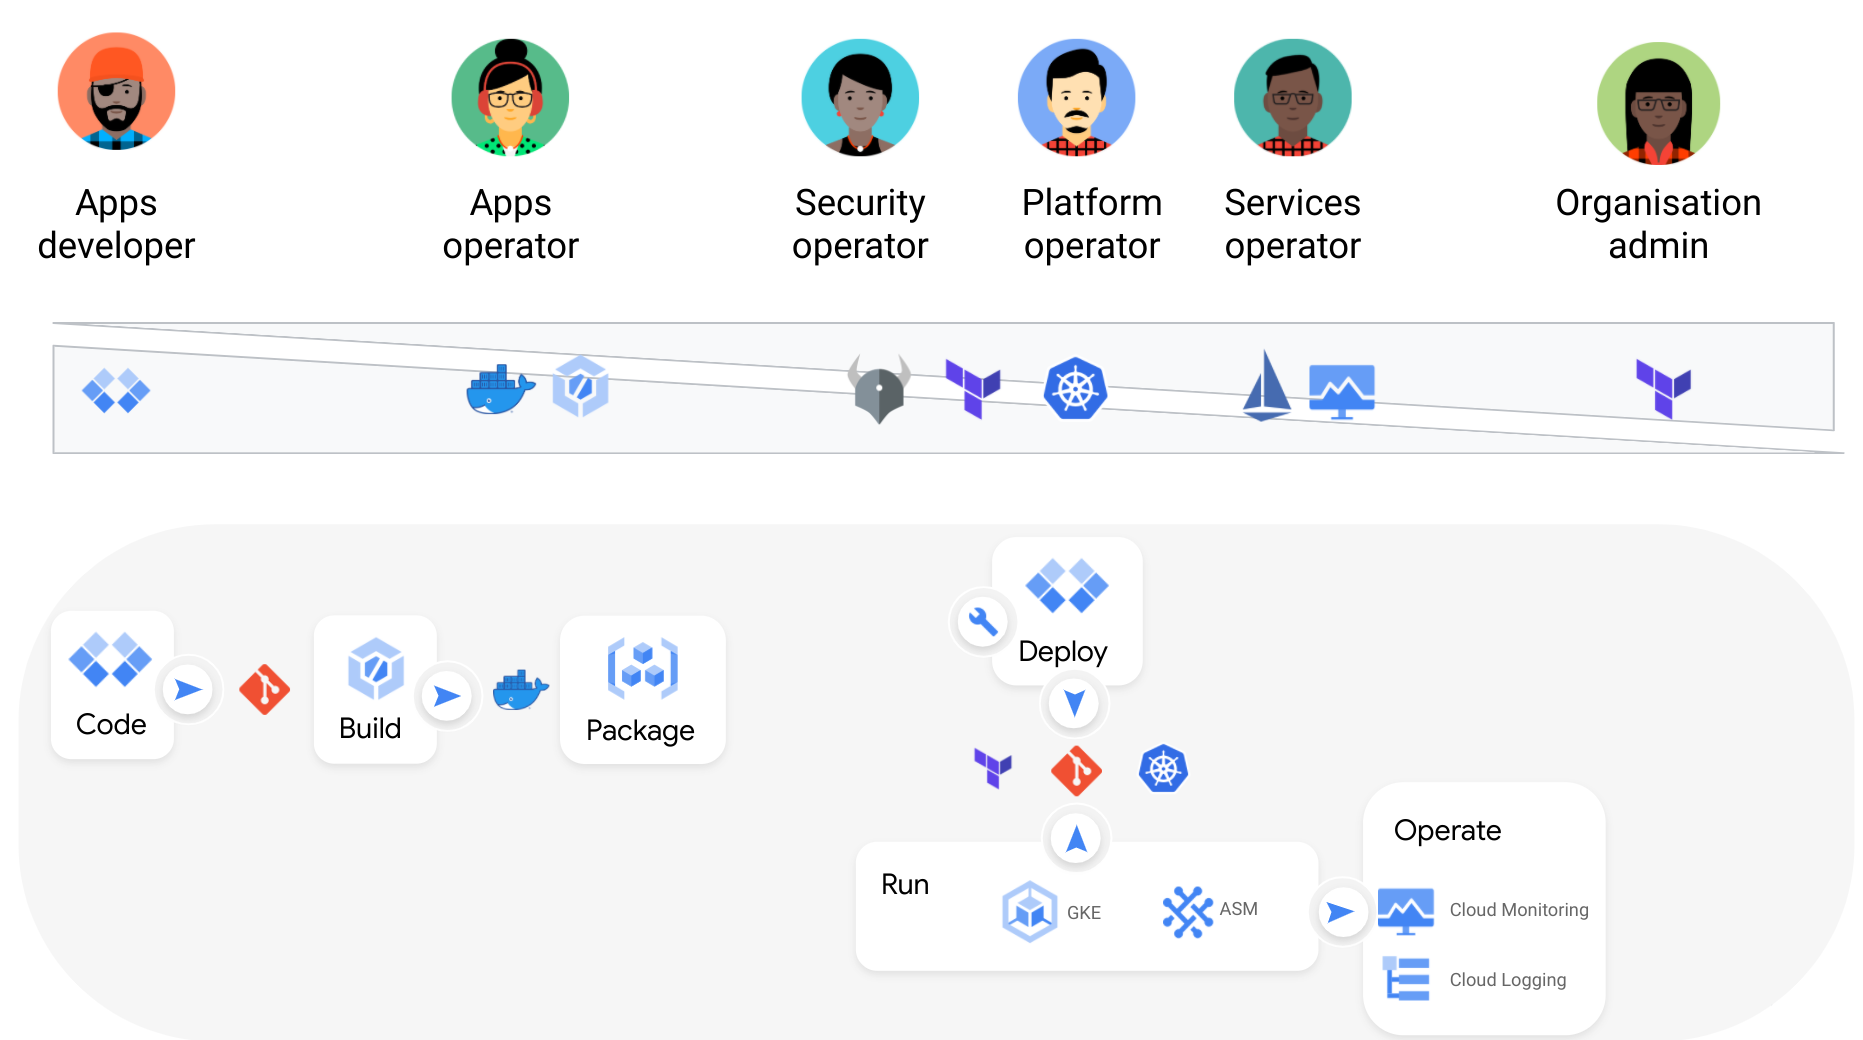 Apps
developer
Apps
operator
Security
operator
Platform
operator
Services
operator
Organisation
admin
Code
Build
Package
Deploy
Run
GKE
ASM
Operate
Cloud Monitoring
Cloud Logging